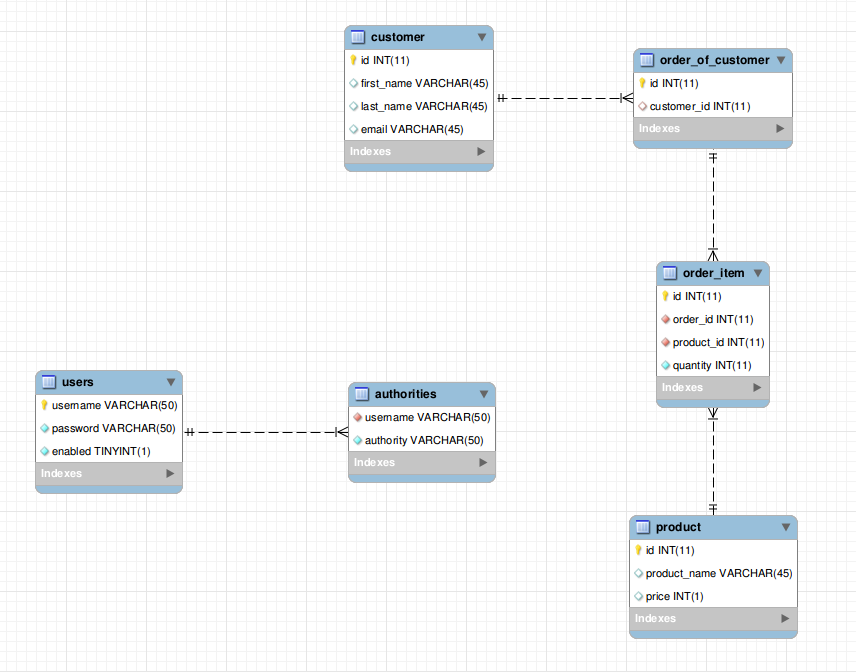 customer
id INT(11)
first_name VARCHAR(45)
last_name VARCHAR(45)
email VARCHAR(45)
Indexes
order_of_customer
id INT(11)
customer_id INT(11)
Indexes
order_item
id INT(11)
order_id INT(11)
product_id INT(11)
quantity INT(11)
Indexes
users
username VARCHAR(50)
password VARCHAR(50)
enabled TINYINT(1)
Indexes
authorities
username VARCHAR(50)
authority VARCHAR(50)
Indexes
product
id INT(11)
product_name VARCHAR(45)
price INT(1)
Indexes